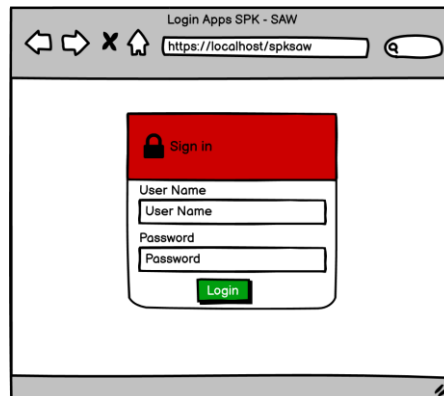 Login Apps SPK - SAW
https://localhost/spksaw
Sign in
User Name
User Name
Password
Password
Login